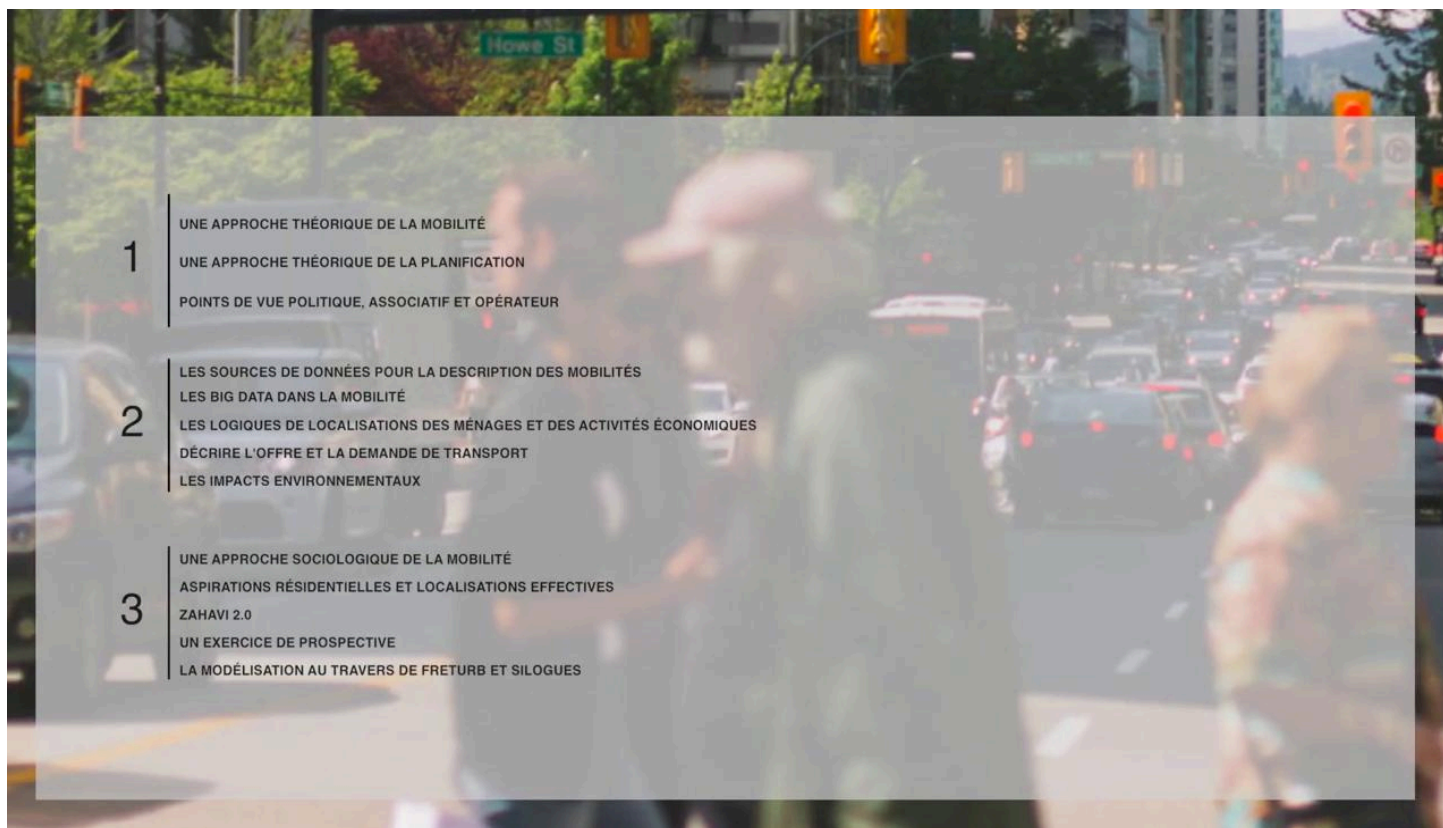 Howe St
1
UNE APPROCHE THÉORIQUE DE LA MOBILITÉ
UNE APPROCHE THÉORIQUE DE LA PLANIFICATION
POINTS DE VUE POLITIQUE, ASSOCIATIF ET OPÉRATEUR
2
LES SOURCES DE DONNÉES POUR LA DESCRIPTION DES MOBILITÉS
LES BIG DATA DANS LA MOBILITÉ
LES LOGIQUES DE LOCALISATIONS DES MÉNAGES ET DES ACTIVITÉS ÉCONOMIQUES
DÉCRIRE L'OFFRE ET LA DEMANDE DE TRANSPORT
LES IMPACTS ENVIRONNEMENTAUX
3
UNE APPROCHE SOCIOLOGIQUE DE LA MOBILITÉ
ASPIRATIONS RÉSIDENTIELLES ET LOCALISATIONS EFFECTIVES
ZAHAVI 2.0
UN EXERCICE DE PROSPECTIVE
LA MODÉLISATION AU TRAVERS DE FRETURB ET SILOGUES